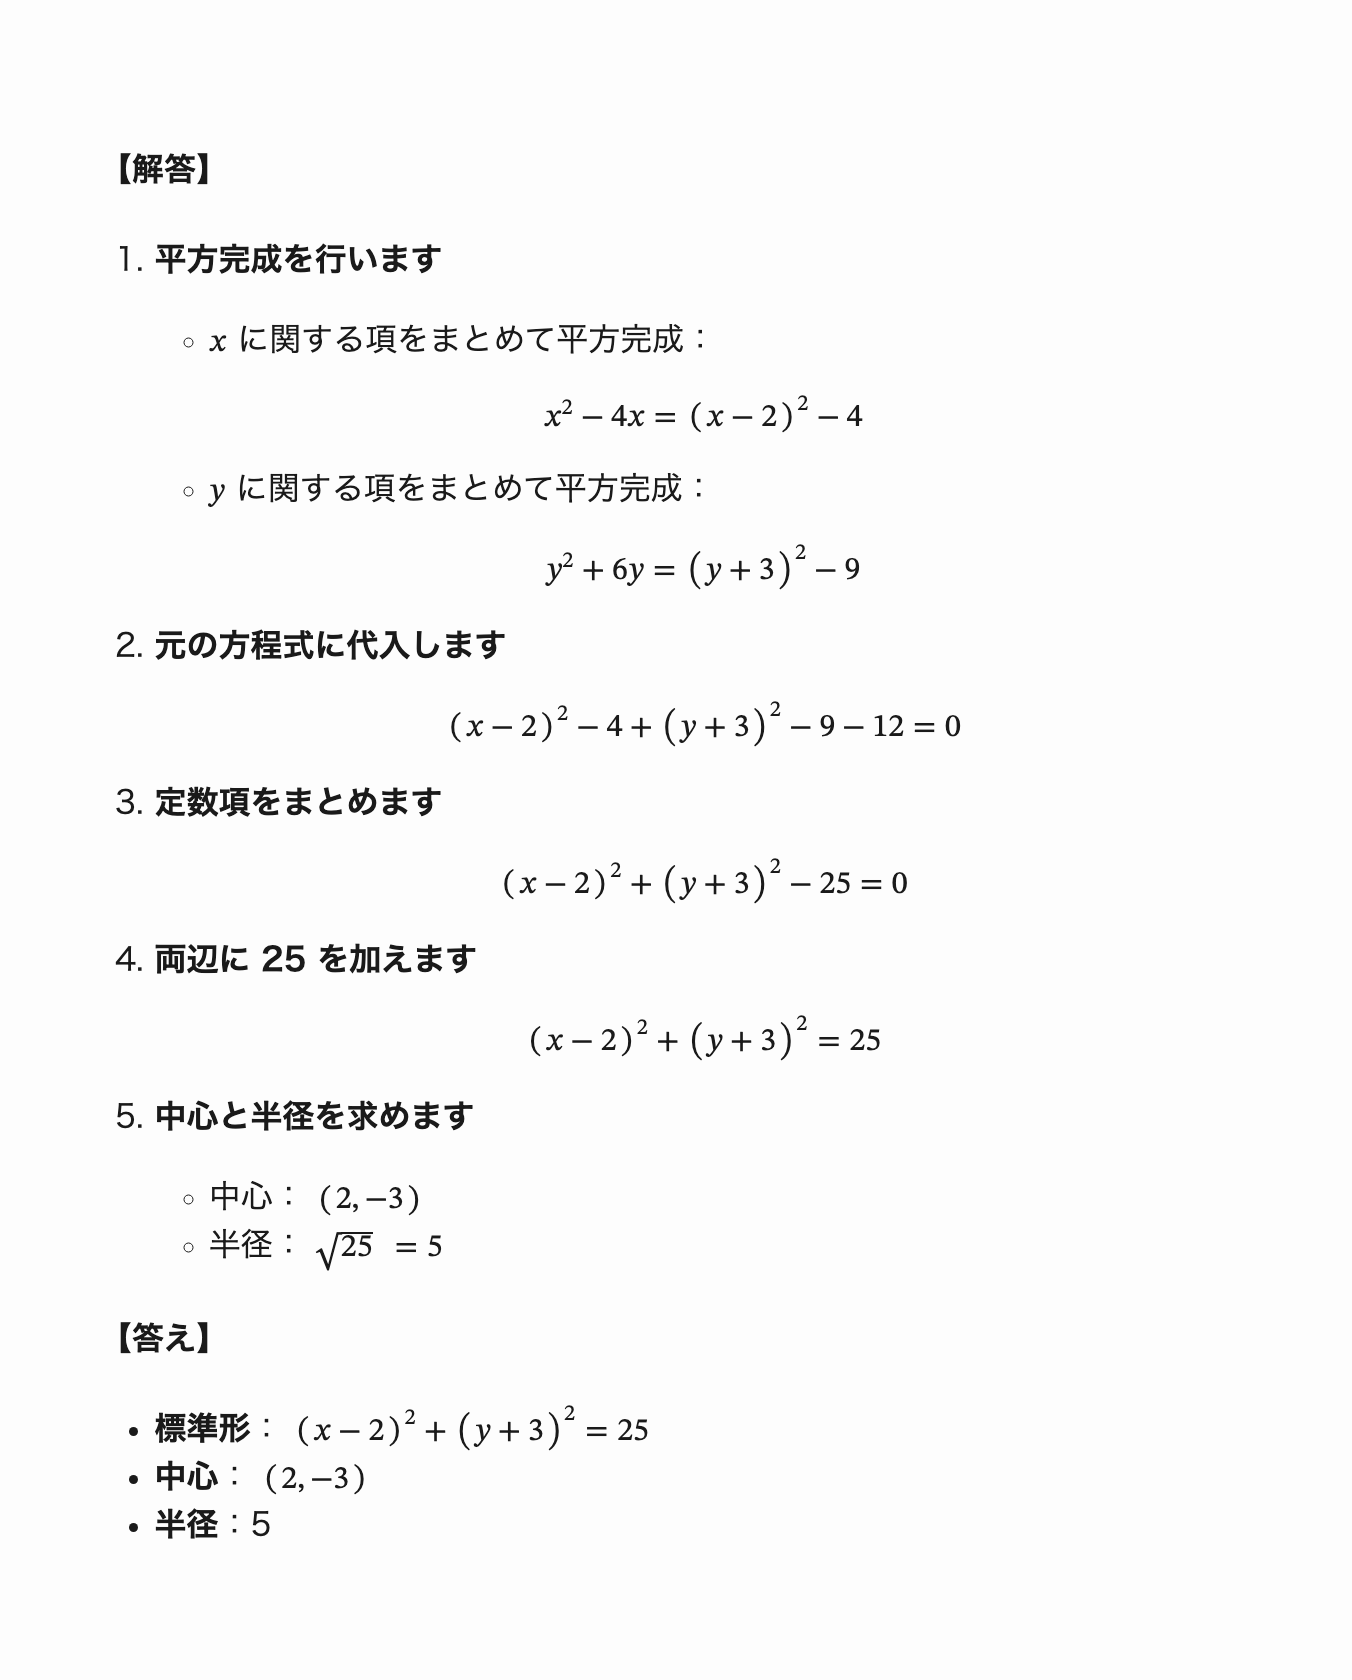 【解答】
1. 平方完成を行います
○ x に関する項をまとめて平方完成：
x² − 4x = (x − 2)² − 4
○ y に関する項をまとめて平方完成：
y² + 6y = (y + 3)² − 9
2. 元の方程式に代入します
(x − 2)² − 4 + (y + 3)² − 9 − 12 = 0
3. 定数項をまとめます
(x − 2)² + (y + 3)² − 25 = 0
4. 両辺に 25 を加えます
(x − 2)² + (y + 3)² = 25
5. 中心と半径を求めます
○ 中心： (2, −3)
○ 半径： √25 = 5
【答え】
• 標準形： (x − 2)² + (y + 3)² = 25
• 中心： (2, −3)
• 半径：5